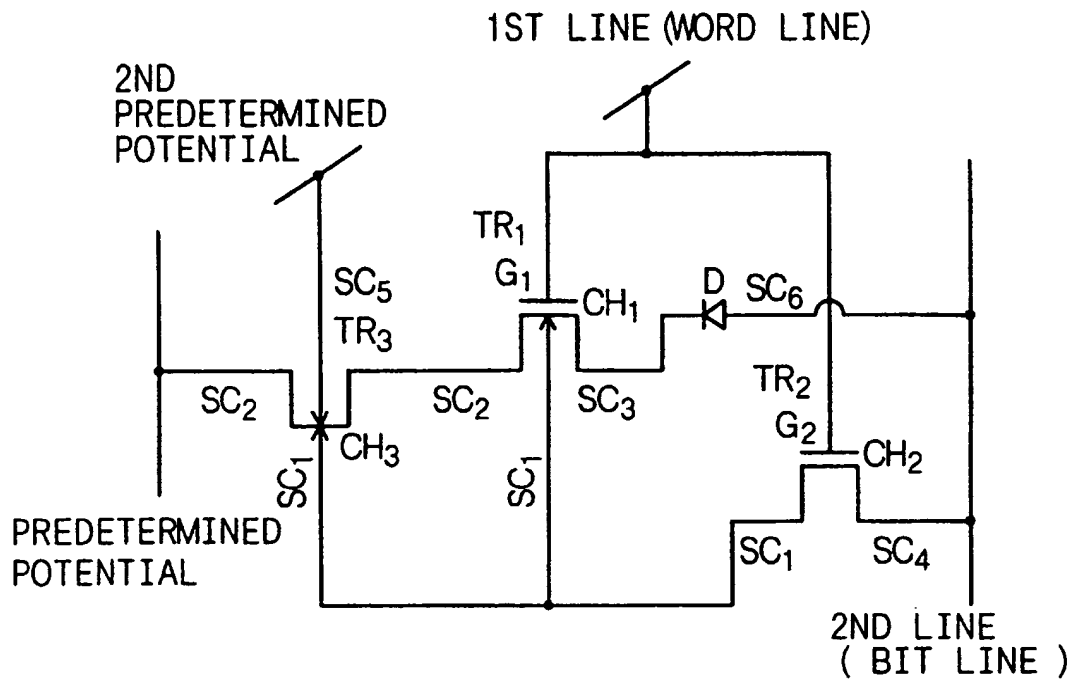 1ST LINE (WORD LINE)
2ND
PREDETERMINED
POTENTIAL
TR1
G1
CH1
D
SC6
SC5
TR3
SC2
SC2
SC3
TR2
G2
CH2
CH3
SC1
SC1
SC1
SC4
PREDETERMINED
POTENTIAL
2ND LINE
( BIT LINE )